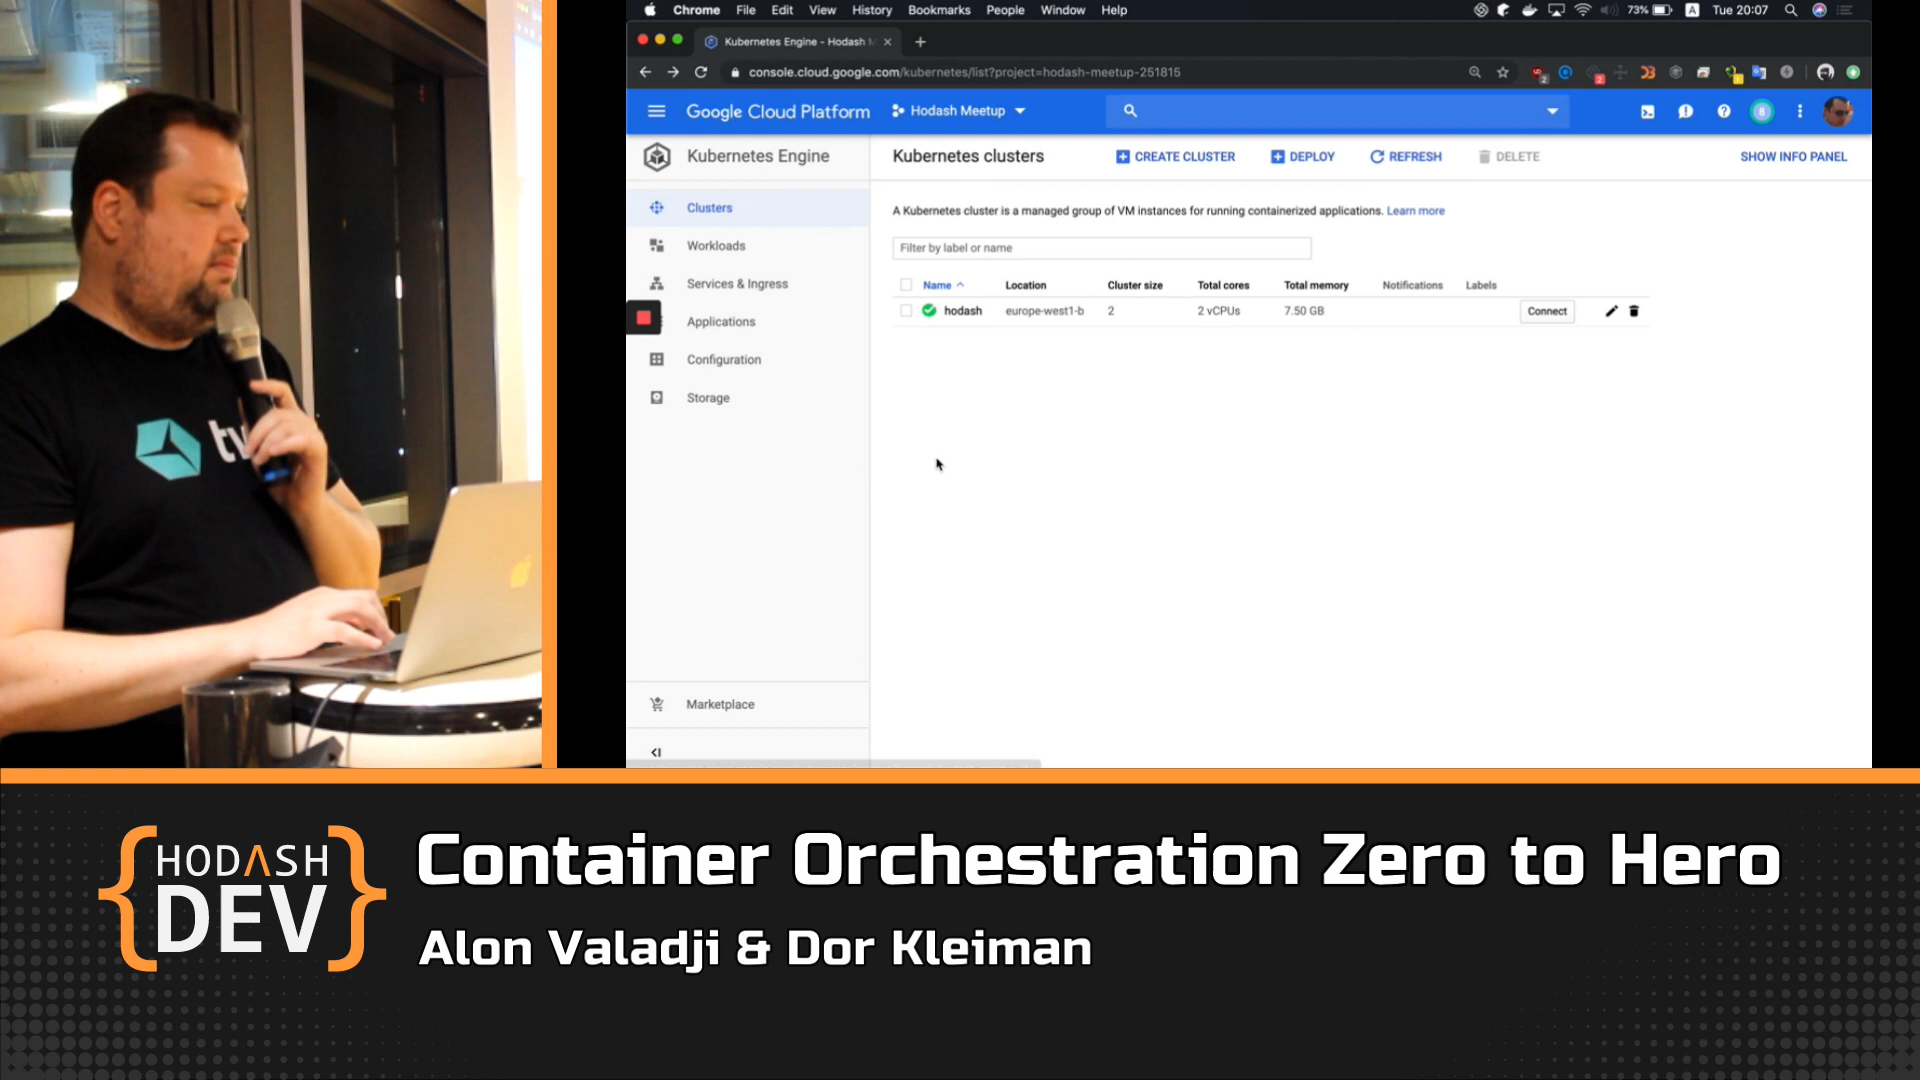 Chrome File Edit View History Bookmarks People Window Help
73% A Tue 20:07
Kubernetes Engine - Hodash
console.cloud.google.com/kubernetes/list?project=hodash-meetup-251815
Google Cloud Platform Hodash Meetup
Kubernetes Engine
Kubernetes clusters CREATE CLUSTER DEPLOY REFRESH DELETE SHOW INFO PANEL
Clusters
Workloads
Services & Ingress
Applications
Configuration
Storage
Marketplace
A Kubernetes cluster is a managed group of VM instances for running containerized applications. Learn more
Filter by label or name
Name Location Cluster size Total cores Total memory Notifications Labels
hodash europe-west1-b 2 2 vCPUs 7.50 GB Connect
HODASH
DEV
Container Orchestration Zero to Hero
Alon Valadji & Dor Kleiman